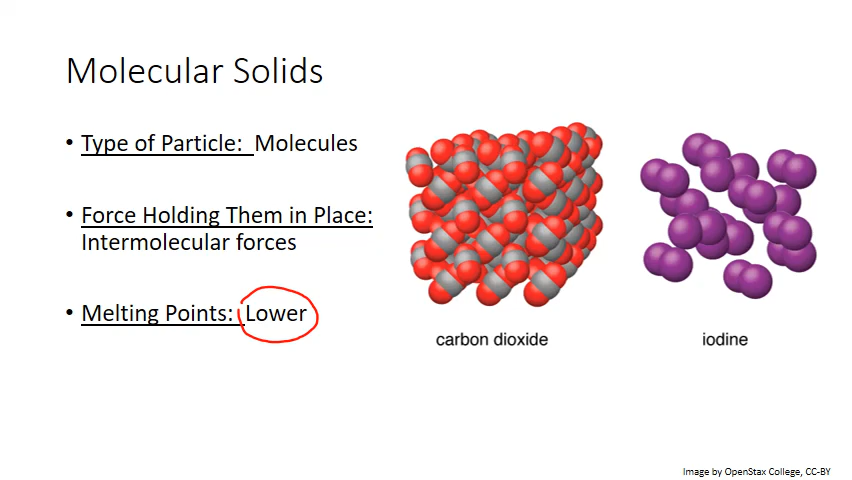 Molecular Solids
• Type of Particle: Molecules
• Force Holding Them in Place:
Intermolecular forces
• Melting Points: Lower
carbon dioxide
iodine
Image by OpenStax College, CC-BY